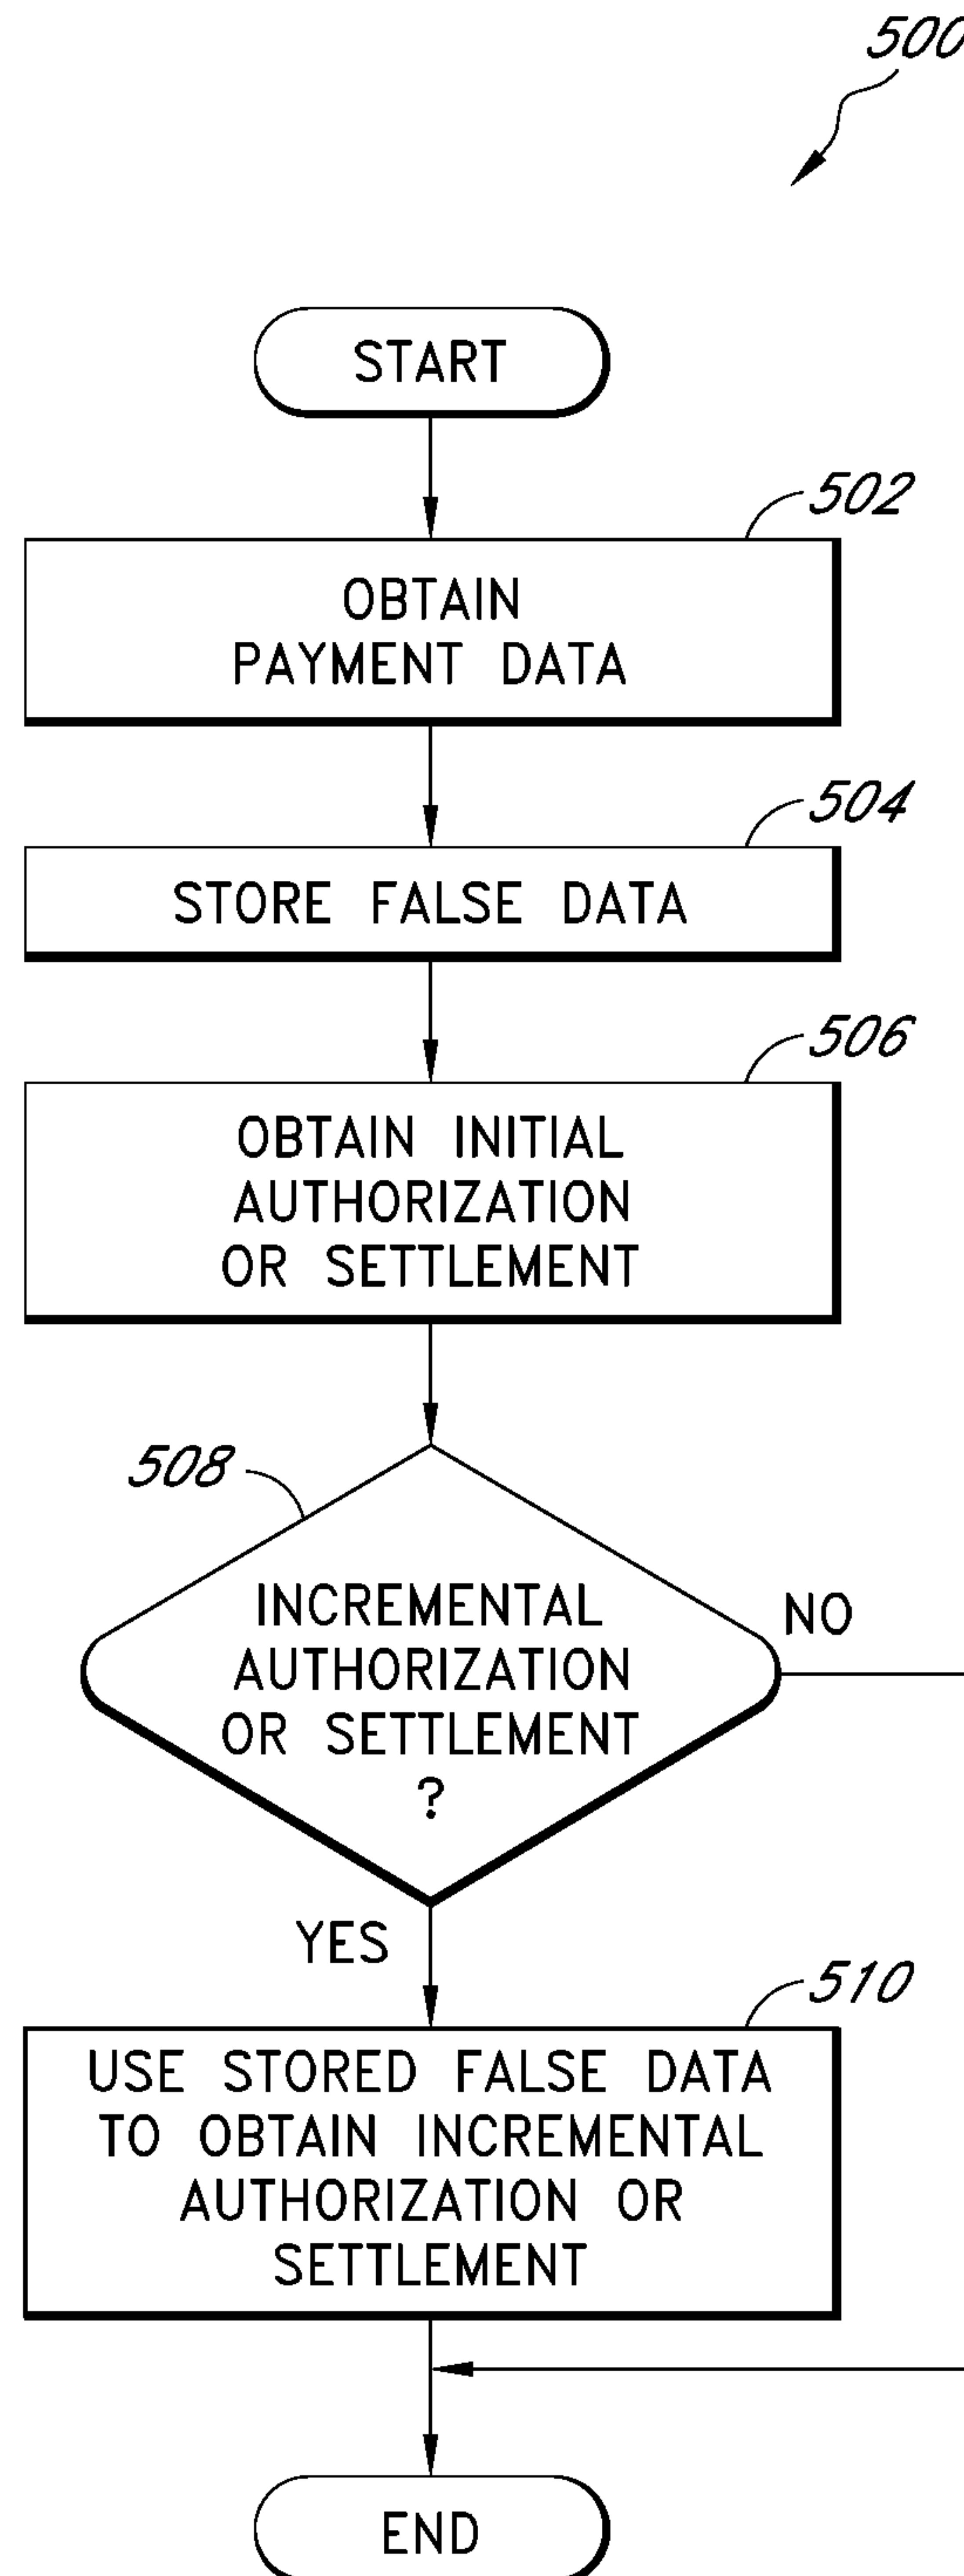 500
START
502
OBTAIN
PAYMENT DATA
504
STORE FALSE DATA
506
OBTAIN INITIAL
AUTHORIZATION
OR SETTLEMENT
508
INCREMENTAL
AUTHORIZATION
OR SETTLEMENT
?
NO
YES
510
USE STORED FALSE DATA
TO OBTAIN INCREMENTAL
AUTHORIZATION OR
SETTLEMENT
END